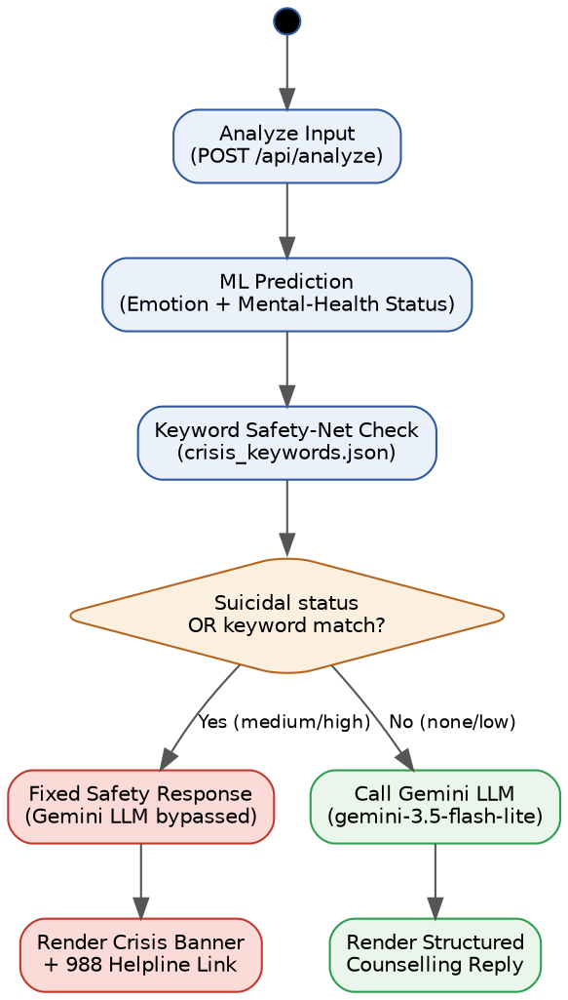 Analyze Input
(POST /api/analyze)
ML Prediction
(Emotion + Mental-Health Status)
Keyword Safety-Net Check
(crisis_keywords.json)
Suicidal status
OR keyword match?
Yes (medium/high)
No (none/low)
Fixed Safety Response
(Gemini LLM bypassed)
Call Gemini LLM
(gemini-3.5-flash-lite)
Render Crisis Banner
+ 988 Helpline Link
Render Structured
Counselling Reply